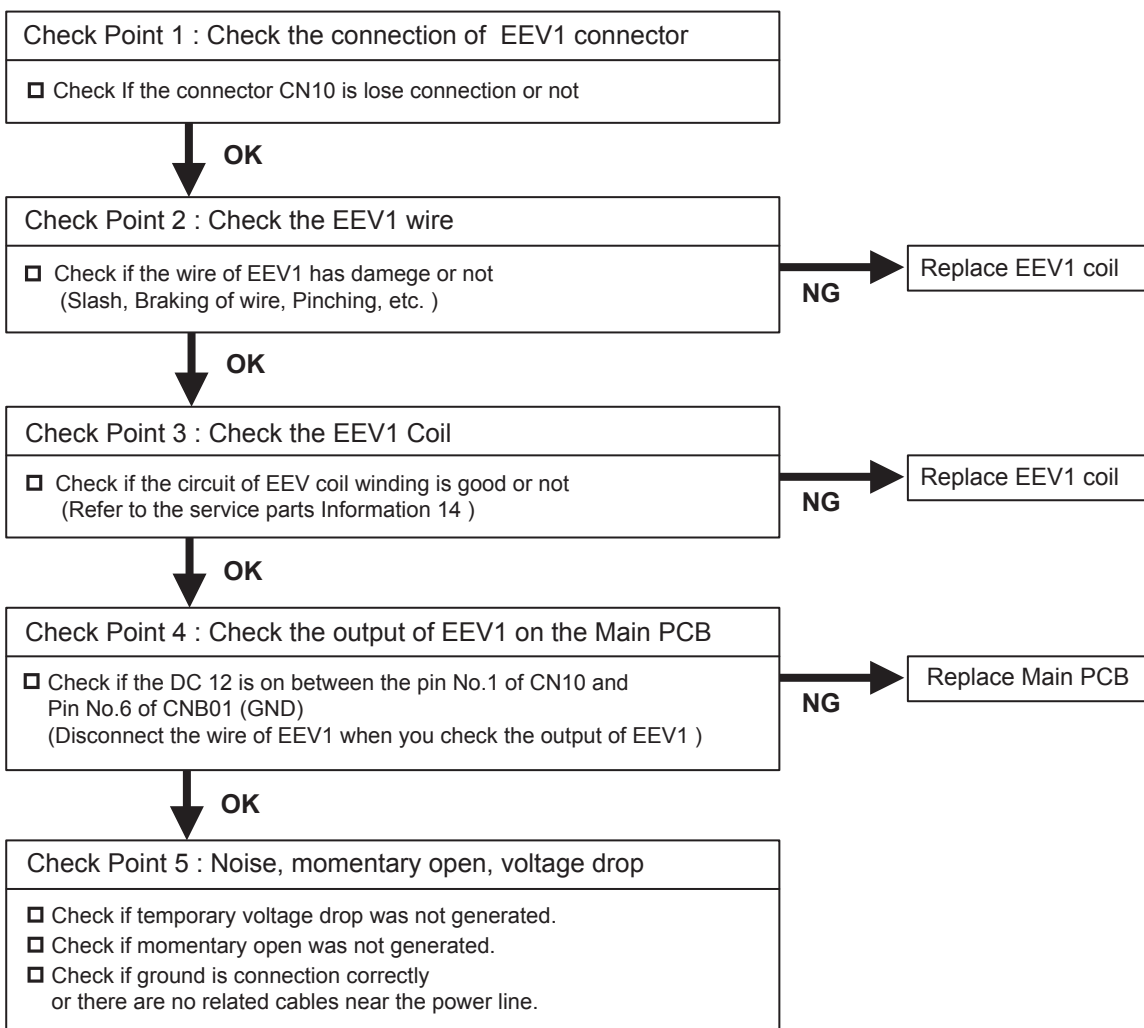 Check Point 1 : Check the connection of EEV1 connector
Check If the connector CN10 is lose connection or not
OK
Check Point 2 : Check the EEV1 wire
Check if the wire of EEV1 has damege or not
(Slash, Braking of wire, Pinching, etc. )
NG
Replace EEV1 coil
OK
Check Point 3 : Check the EEV1 Coil
Check if the circuit of EEV coil winding is good or not
(Refer to the service parts Information 14 )
NG
Replace EEV1 coil
OK
Check Point 4 : Check the output of EEV1 on the Main PCB
Check if the DC 12 is on between the pin No.1 of CN10 and
Pin No.6 of CNB01 (GND)
(Disconnect the wire of EEV1 when you check the output of EEV1 )
NG
Replace Main PCB
OK
Check Point 5 : Noise, momentary open, voltage drop
Check if temporary voltage drop was not generated.
Check if momentary open was not generated.
Check if ground is connection correctly
or there are no related cables near the power line.